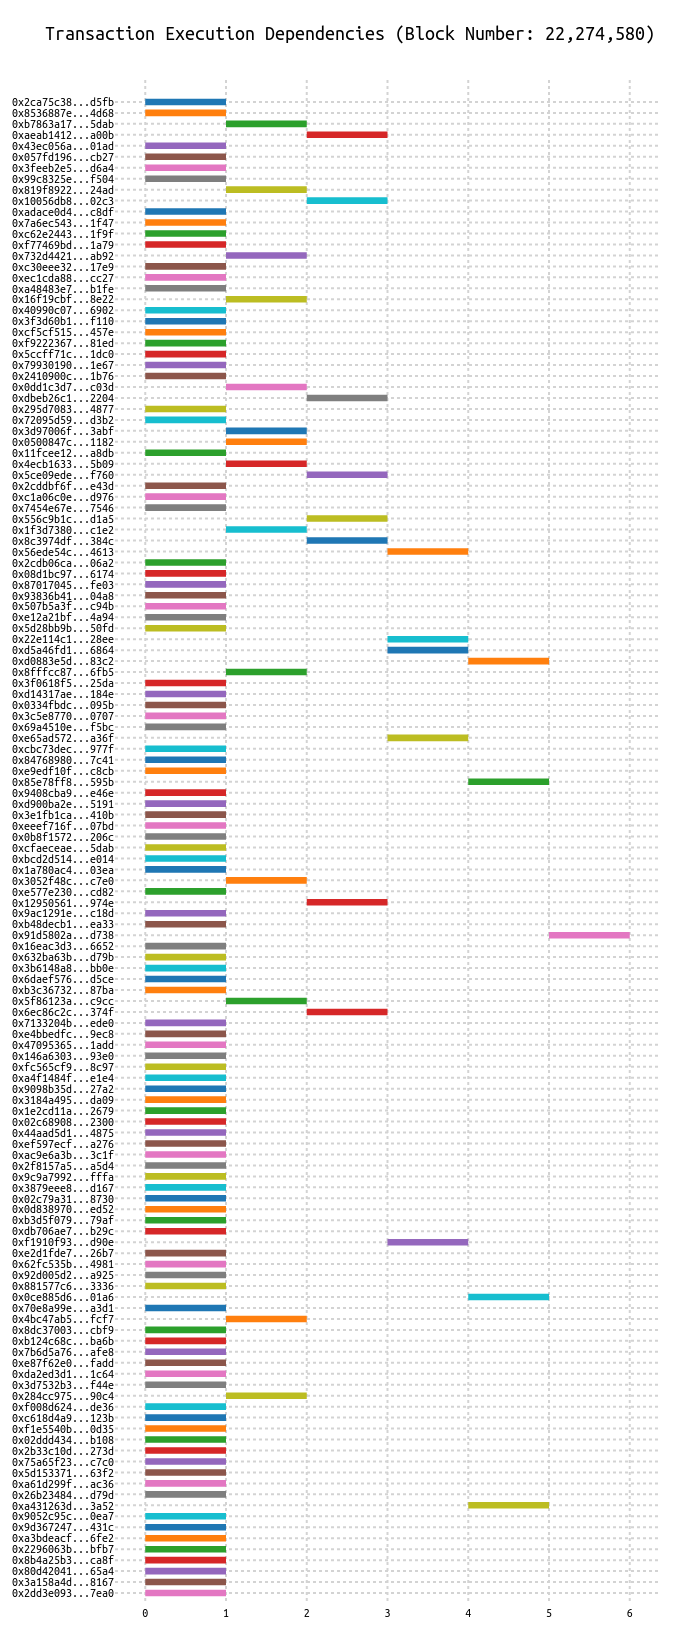 Transaction Execution Dependencies (Block Number: 22,274,580)
0x2ca75c38...d5fb
0x8536887e...4d68
0xb7863a17...5dab
0xaeab1412...a00b
0x43ec056a...01ad
0x057fd196...cb27
0x3feeb2e5...d6a4
0x99c8325e...f504
0x819f8922...24ad
0x10056db8...02c3
0xadace0d4...c8df
0x7a6ec543...1f47
0xc62e2443...1f9f
0xf77469bd...1a79
0x732d4421...ab92
0xc30eee32...17e9
0xec1cda88...cc27
0xa48483e7...b1fe
0x16f19cbf...8e22
0x40990c07...6902
0x3f3d60b1...f110
0xcf5cf515...457e
0xf9222367...81ed
0x5ccff71c...1dc0
0x79930190...1e67
0x2410900c...1b76
0x0dd1c3d7...c03d
0xdbeb26c1...2204
0x295d7083...4877
0x72095d59...d3b2
0x3d97006f...3abf
0x0500847c...1182
0x11fcee12...a8db
0x4ecb1633...5b09
0x5ce09ede...f760
0x2cddbf6f...e43d
0xc1a06c0e...d976
0x7454e67e...7546
0x556c9b1c...d1a5
0x1f3d7380...c1e2
0x8c3974df...384c
0x56ede54c...4613
0x2cdb06ca...06a2
0x08d1bc97...6174
0x87017045...fe03
0x93836b41...04a8
0x507b5a3f...c94b
0xe12a21bf...4a94
0x5d28bb9b...50fd
0x22e114c1...28ee
0xd5a46fd1...6864
0xd0883e5d...83c2
0x8fffcc87...6fb5
0x3f0618f5...25da
0xd14317ae...184e
0x0334fbdc...095b
0x3c5e8770...0707
0x69a4510e...f5bc
0xe65ad572...a36f
0xcbc73dec...977f
0x84768980...7c41
0xe9edf10f...c8cb
0x85e78ff8...595b
0x9408cba9...e46e
0xd900ba2e...5191
0x3e1fb1ca...410b
0xeeef716f...07bd
0x0b8f1572...206c
0xcfaeceae...5dab
0xbcd2d514...e014
0x1a780ac4...03ea
0x3052f48c...c7e0
0xe577e230...cd82
0x12950561...974e
0x9ac1291e...c18d
0xb48decb1...ea33
0x91d5802a...d738
0x16eac3d3...6652
0x632ba63b...d79b
0x3b6148a8...bb0e
0x6daef576...d5ce
0xb3c36732...87ba
0x5f86123a...c9cc
0x6ec86c2c...374f
0x7133204b...ede0
0xe4bbedfc...9ec8
0x47095365...1add
0x146a6303...93e0
0xfc565cf9...8c97
0xa4f1484f...e1e4
0x9098b35d...27a2
0x3184a495...da09
0x1e2cd11a...2679
0x02c68908...2300
0x44aad5d1...4875
0xef597ecf...a276
0xac9e6a3b...3c1f
0x2f8157a5...a5d4
0x9c9a7992...fffa
0x3879eee8...d167
0x02c79a31...8730
0x0d838970...ed52
0xb3d5f079...79af
0xdb706ae7...b29c
0xf1910f93...d90e
0xe2d1fde7...26b7
0x62fc535b...4981
0x92d005d2...a925
0x881577c6...3336
0x0ce885d6...01a6
0x70e8a99e...a3d1
0x4bc47ab5...fcf7
0x8dc37003...cbf9
0xb124c68c...ba6b
0x7b6d5a76...afe8
0xe87f62e0...fadd
0xda2ed3d1...1c64
0x3d7532b3...f44e
0x284cc975...90c4
0xf008d624...de36
0xc618d4a9...123b
0xf1e5540b...0d35
0x02ddd434...b108
0x2b33c10d...273d
0x75a65f23...c7c0
0x5d153371...63f2
0xa61d299f...ac36
0x26b23484...d79d
0xa431263d...3a52
0x9052c95c...0ea7
0x9d367247...431c
0xa3bdeacf...6fe2
0x2296063b...bfb7
0x8b4a25b3...ca8f
0x80d42041...65a4
0x3a158a4d...8167
0x2dd3e093...7ea0
0 1 2 3 4 5 6